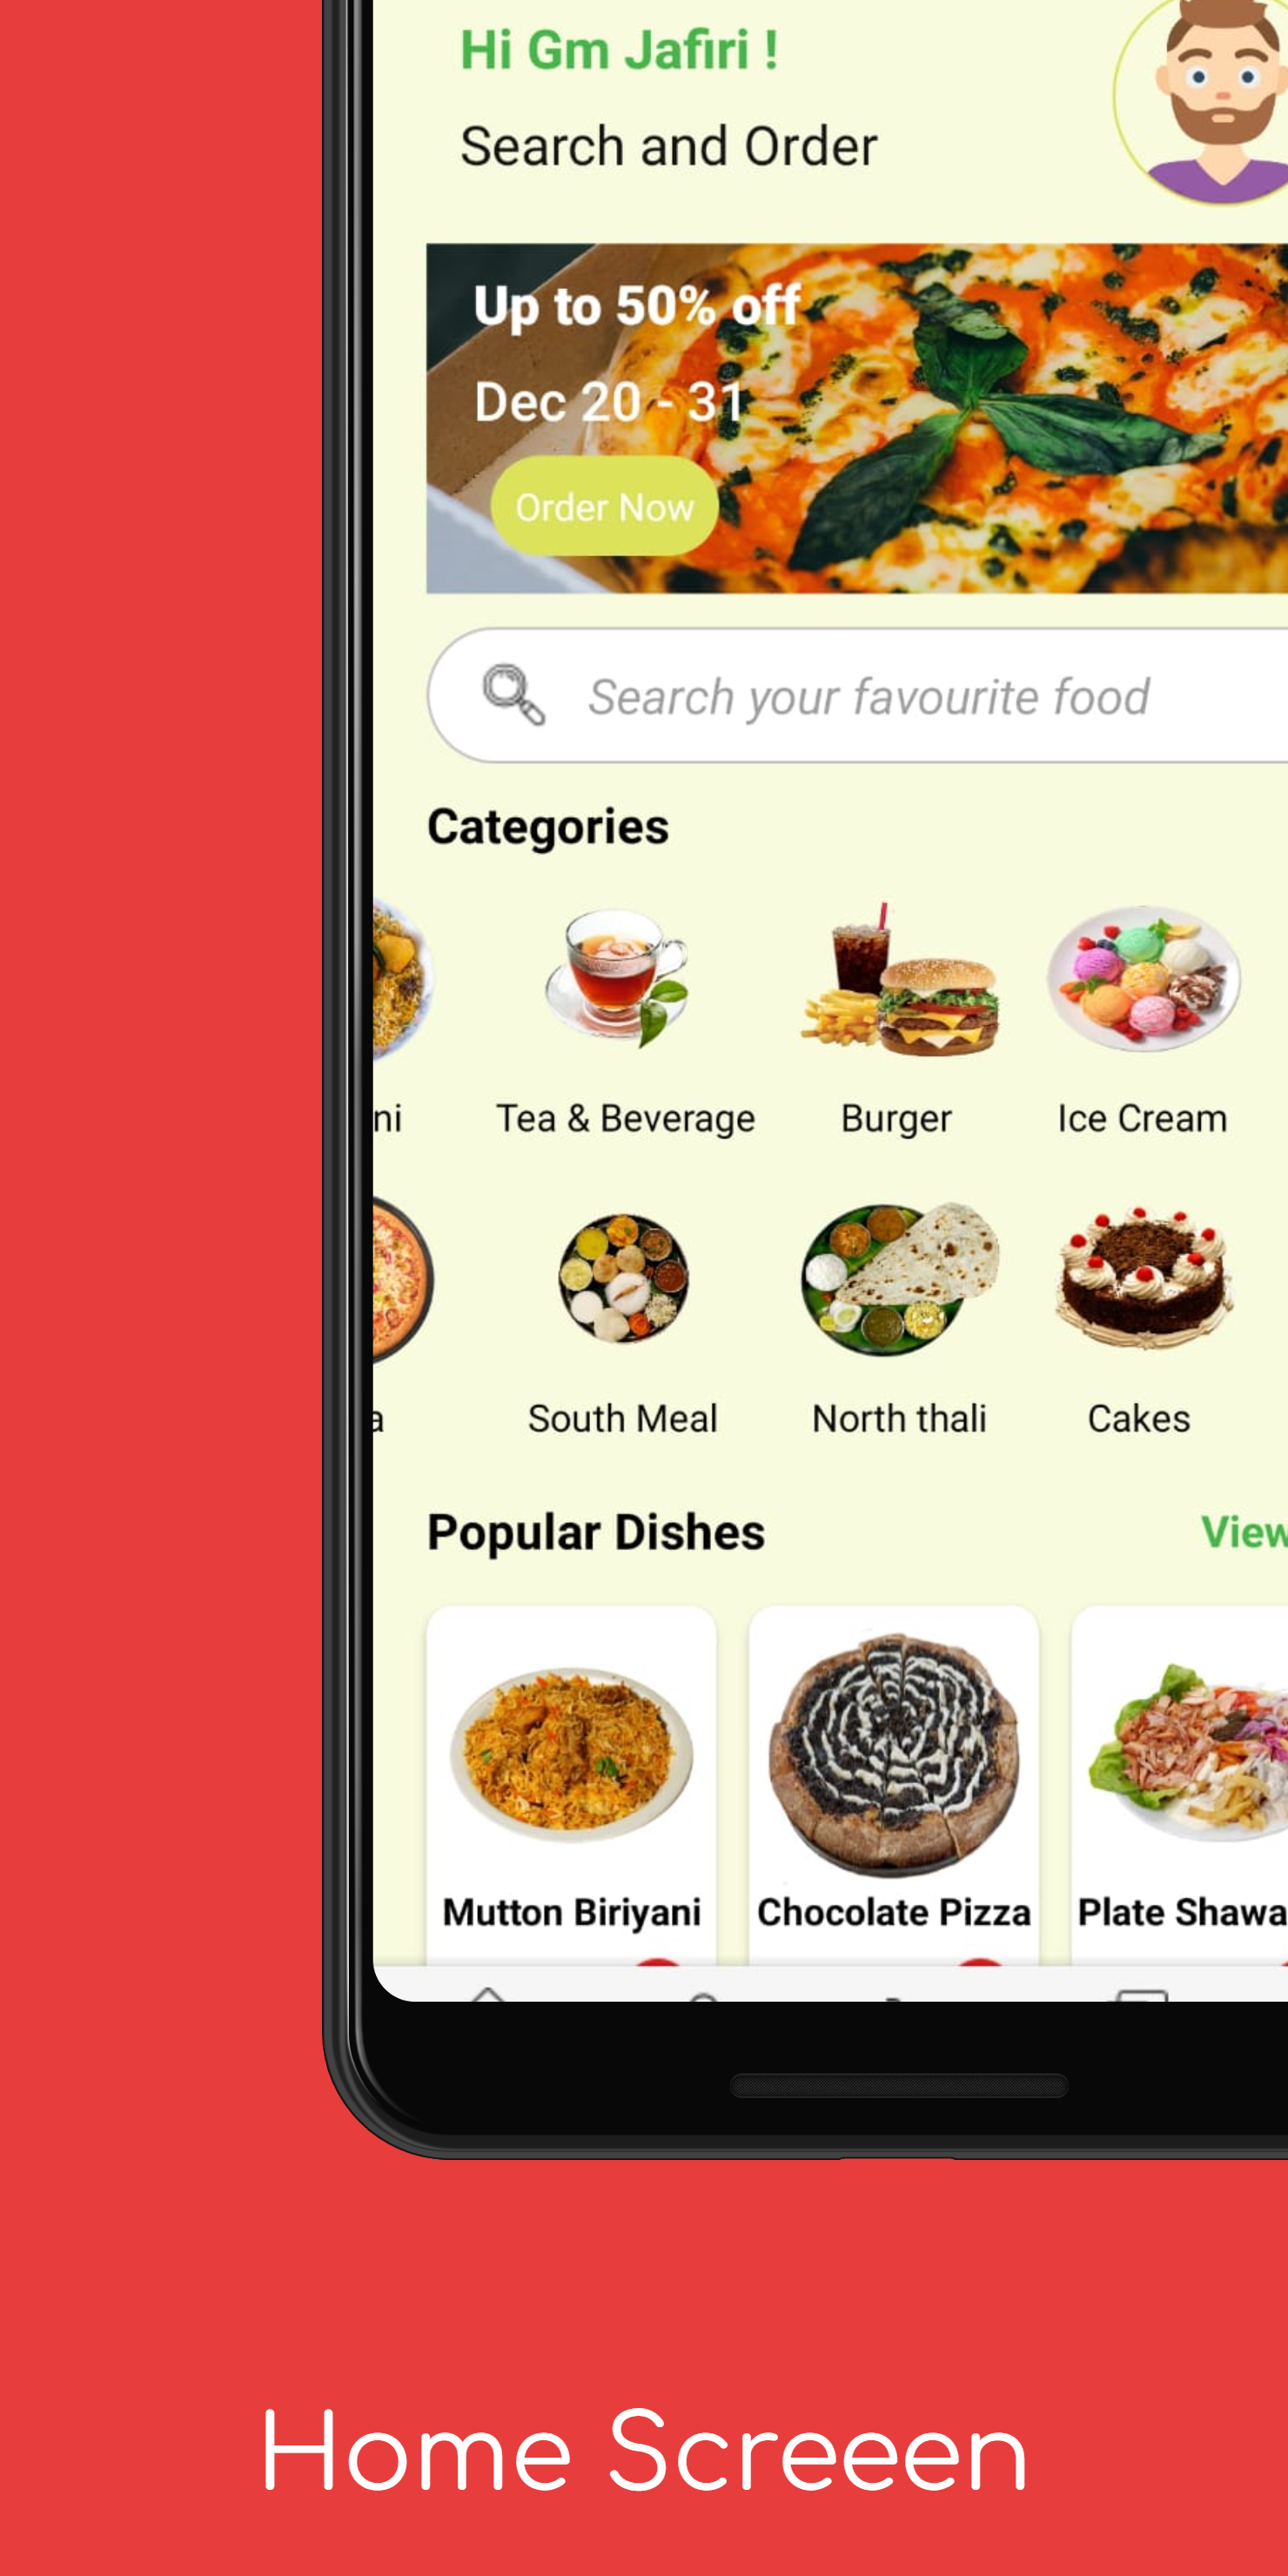 Hi Gm Jafiri !
Search and Order
Up to 50% off
Dec 20 - 31
Order Now
Search your favourite food
Categories
ni Tea & Beverage Burger Ice Cream
a South Meal North thali Cakes
Popular Dishes View
Mutton Biriyani Chocolate Pizza Plate Shawa
Home Screeen